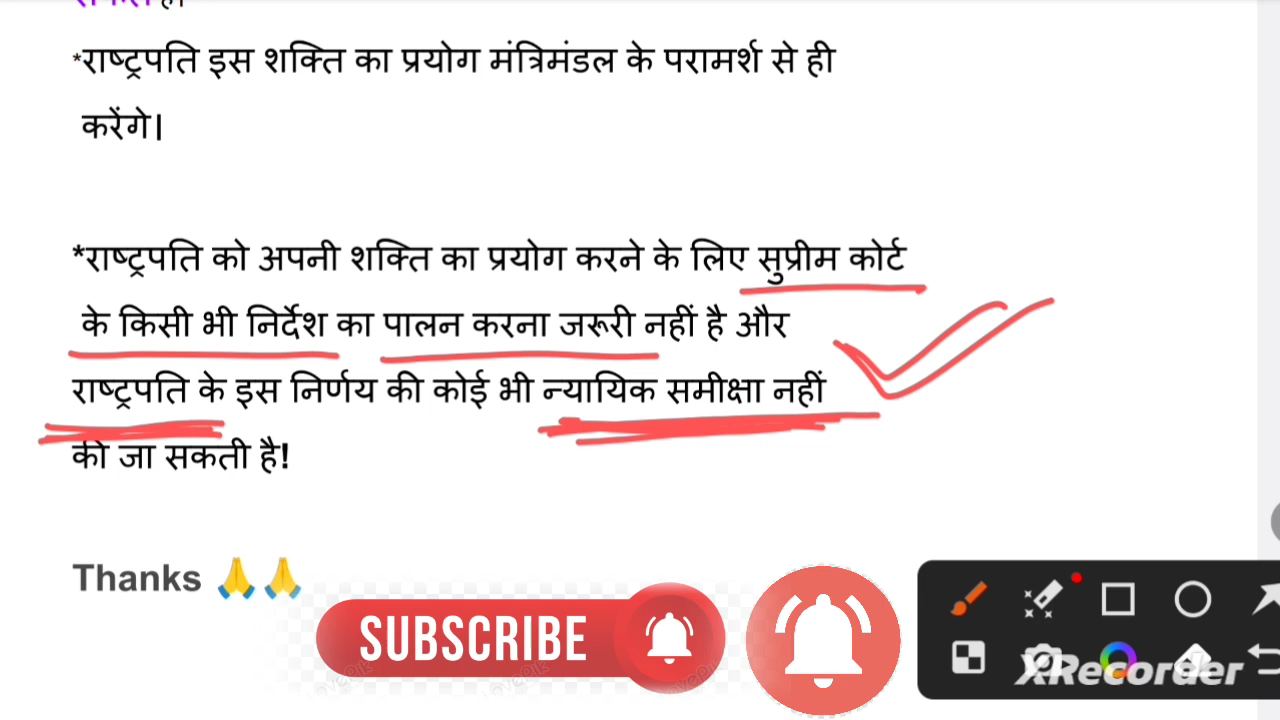 *राष्ट्रपति इस शक्ति का प्रयोग मंत्रिमंडल के परामर्श से ही
करेंगे।
*राष्ट्रपति को अपनी शक्ति का प्रयोग करने के लिए सुप्रीम कोर्ट
के किसी भी निर्देश का पालन करना जरूरी नहीं है और
राष्ट्रपति के इस निर्णय की कोई भी न्यायिक समीक्षा नहीं
की जा सकती है!
Thanks 🙏🙏
SUBSCRIBE
XRecorder